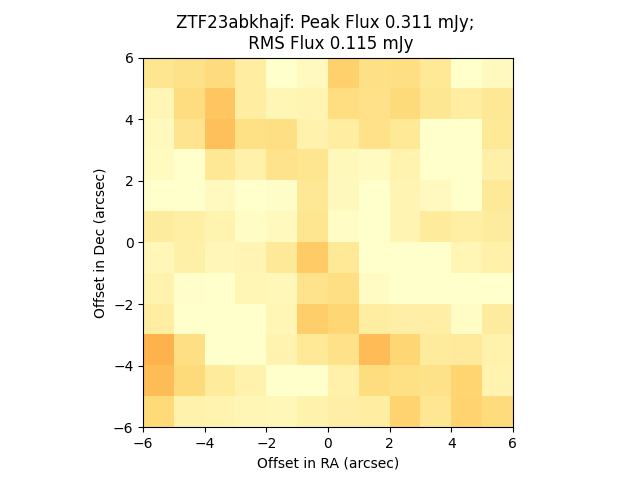 ZTF23abkhajf: Peak Flux 0.311 mJy;
RMS Flux 0.115 mJy
6
4
2
0
−2
−4
−6
Offset in Dec (arcsec)
−6 −4 −2 0 2 4 6
Offset in RA (arcsec)